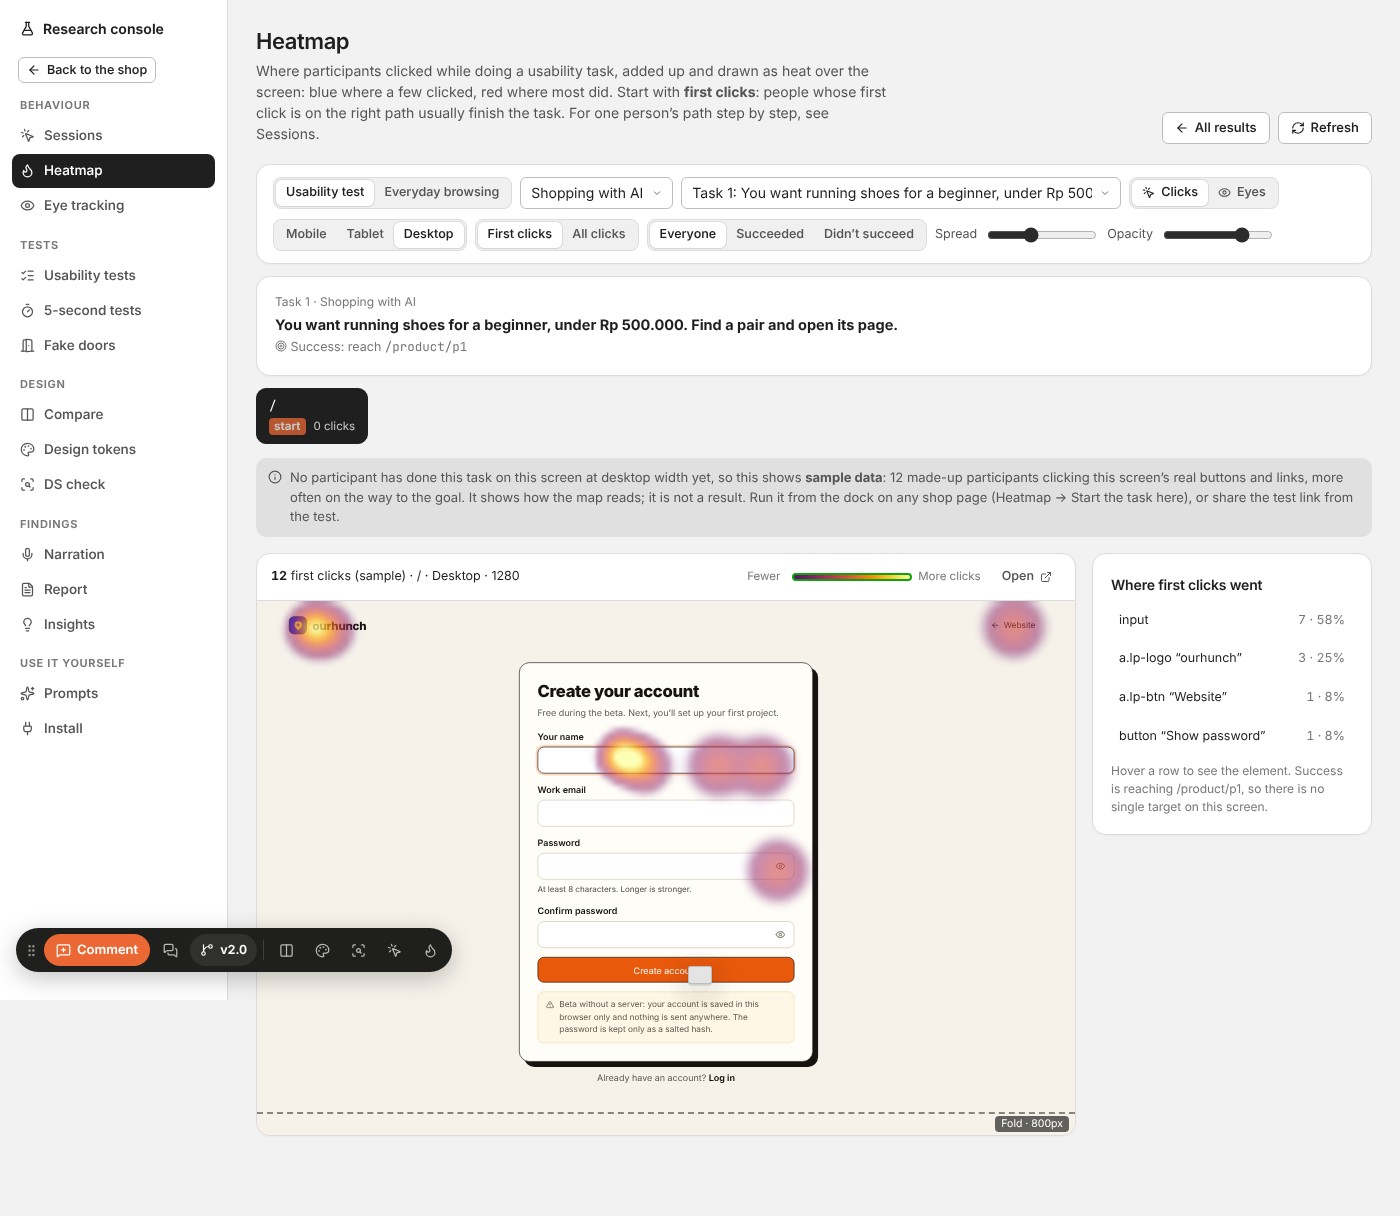 Research console
Back to the shop
BEHAVIOUR
Sessions
Heatmap
Eye tracking
TESTS
Usability tests
5-second tests
Fake doors
DESIGN
Compare
Design tokens
DS check
FINDINGS
Narration
Report
Insights
USE IT YOURSELF
Prompts
Install
Heatmap
Where participants clicked while doing a usability task, added up and drawn as heat over the
screen: blue where a few clicked, red where most did. Start with first clicks: people whose first
click is on the right path usually finish the task. For one person’s path step by step, see
Sessions.
All results
Refresh
Usability test
Everyday browsing
Shopping with AI
Task 1: You want running shoes for a beginner, under Rp 500
Clicks
Eyes
Mobile
Tablet
Desktop
First clicks
All clicks
Everyone
Succeeded
Didn’t succeed
Spread
Opacity
Task 1 · Shopping with AI
You want running shoes for a beginner, under Rp 500.000. Find a pair and open its page.
Success: reach /product/p1
/
start 0 clicks
No participant has done this task on this screen at desktop width yet, so this shows sample data: 12 made-up participants clicking this screen’s real buttons and links, more
often on the way to the goal. It shows how the map reads; it is not a result. Run it from the dock on any shop page (Heatmap → Start the task here), or share the test link from
the test.
12 first clicks (sample) · / · Desktop · 1280
Fewer
More clicks
Open
ourhunch
← Website
Create your account
Free during the beta. Next, you’ll set up your first project.
Your name
Work email
Password
At least 8 characters. Longer is stronger.
Confirm password
Create accou
Beta without a server: your account is saved in this
browser only and nothing is sent anywhere. The
password is kept only as a salted hash.
Already have an account? Log in
Fold · 800px
Where first clicks went
input 7 · 58%
a.lp-logo “ourhunch” 3 · 25%
a.lp-btn “Website” 1 · 8%
button “Show password” 1 · 8%
Hover a row to see the element. Success
is reaching /product/p1, so there is no
single target on this screen.
Comment
v2.0